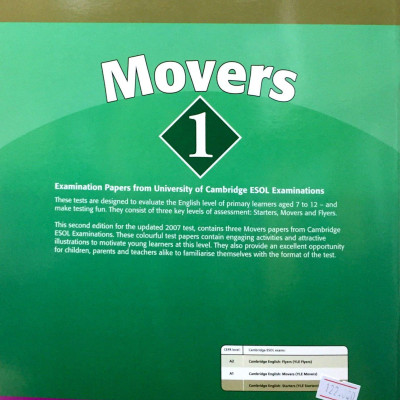 Movers
1
Examination Papers from University of Cambridge ESOL Examinations
These tests are designed to evaluate the English level of primary learners aged 7 to 12 – and
make testing fun. They consist of three key levels of assessment: Starters, Movers and Flyers.
This second edition for the updated 2007 test, contains three Movers papers from Cambridge
ESOL Examinations. These colourful test papers contain engaging activities and attractive
illustrations to motivate young learners at this level. They also provide an excellent opportunity
for children, parents and teachers alike to familiarise themselves with the format of the test.
CEFR level: Cambridge ESOL exams:
A2 Cambridge English: Flyers (YLE Flyers)
A1 Cambridge English: Movers (YLE Movers)
Cambridge English: Starters (YLE